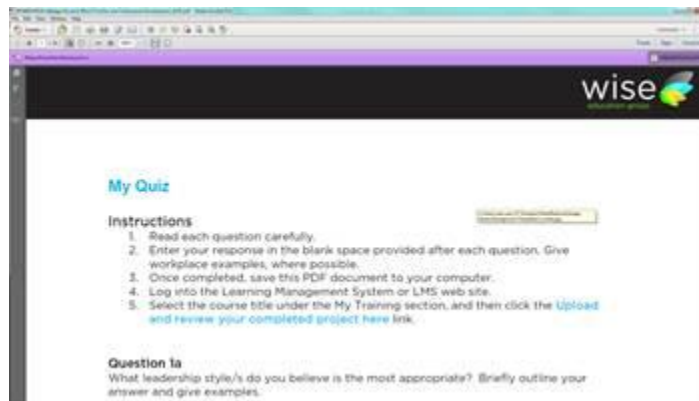 wise
education group
My Quiz
Instructions
1. Read each question carefully.
2. Enter your response in the blank space provided after each question. Give
workplace examples, where possible.
3. Once completed, save this PDF document to your computer.
4. Log into the Learning Management System or LMS web site.
5. Select the course title under the My Training section, and then click the Upload
and review your completed project here link.
Question 1a
What leadership style/s do you believe is the most appropriate? Briefly outline your
answer and give examples.